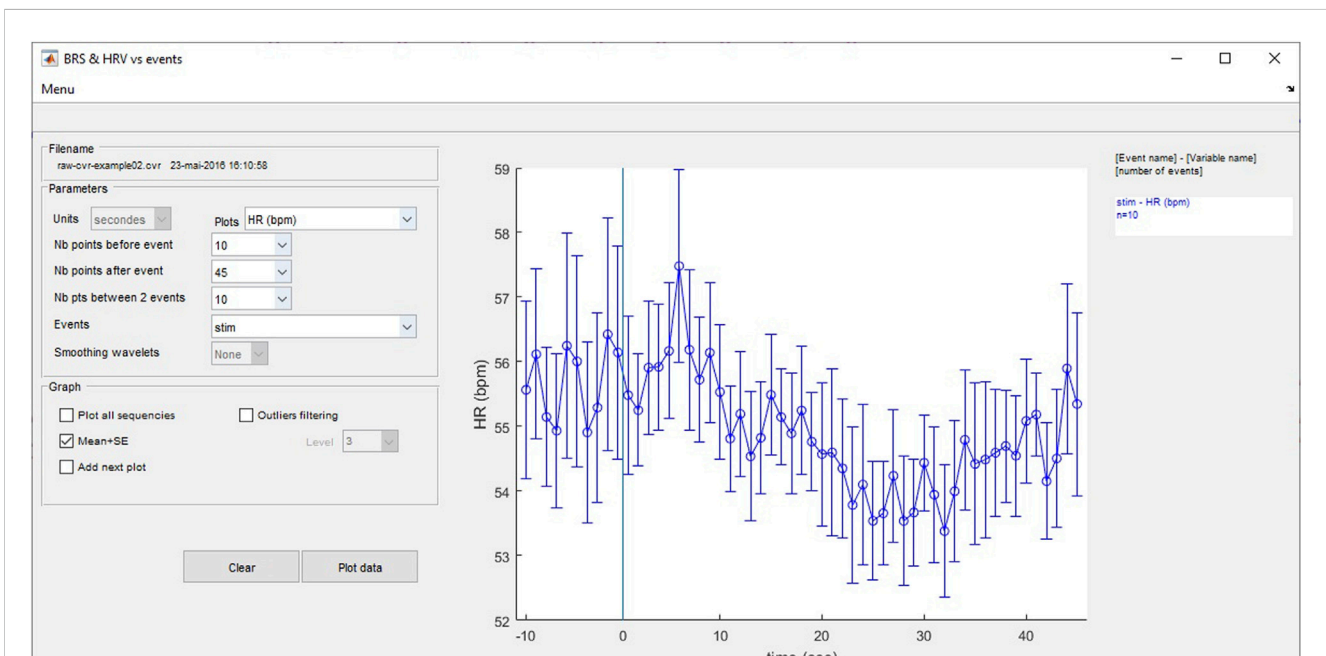 BRS & HRV vs events
Menu
Filename
raw-cvr-example02.cvr 23-mai-2016 16:10:58
Parameters
Units secondes Plots HR (bpm)
Nb points before event 10
Nb points after event 45
Nb pts between 2 events 10
Events stim
Smoothing wavelets None
Graph
Plot all sequencies Outliers filtering
Mean+SE Level 3
Add next plot
Clear Plot data
HR (bpm)
59
58
57
56
55
54
53
52
-10 0 10 20 30 40
time (sec)
[Event name] - [Variable name]
[number of events]
stim - HR (bpm)
n=10